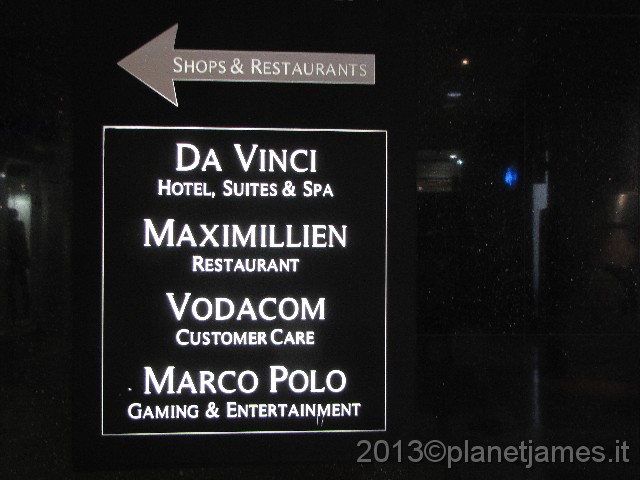 SHOPS & RESTAURANTS
DA VINCI
HOTEL, SUITES & SPA
MAXIMILLIEN
RESTAURANT
VODACOM
CUSTOMER CARE
MARCO POLO
GAMING & ENTERTAINMENT
2013©planetjames.it